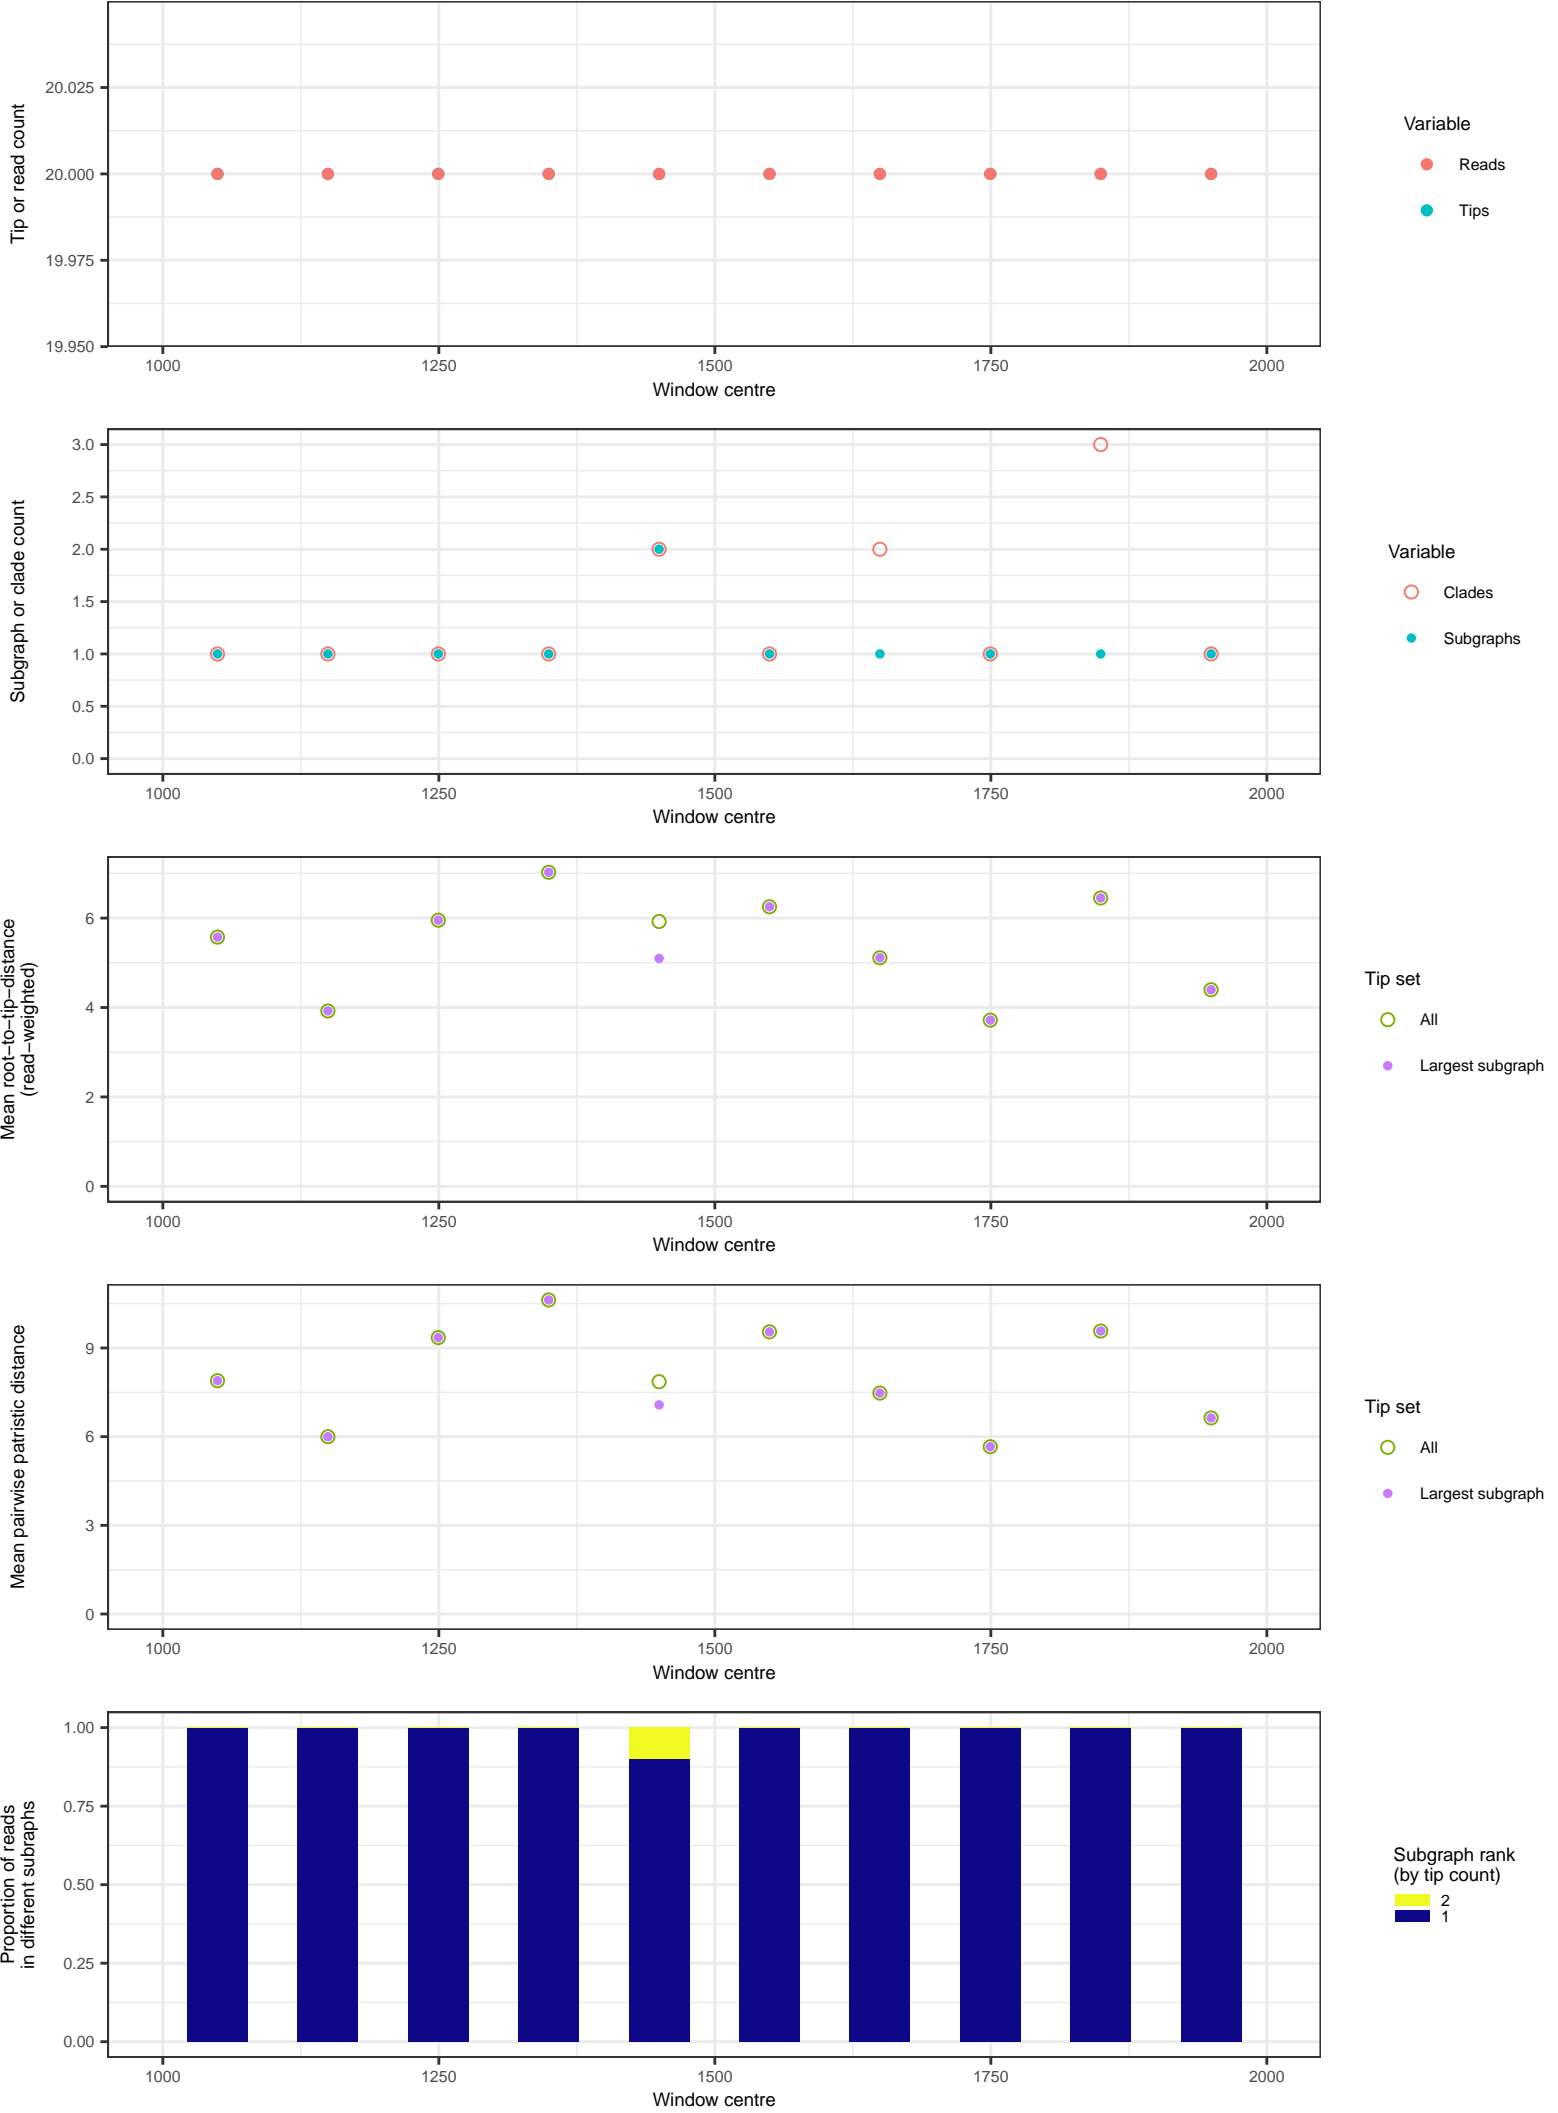 Tip or read count
20.025
20.000
19.975
19.950
1000 1250 1500 1750 2000
Window centre
Variable
Reads
Tips
Subgraph or clade count
3.0
2.5
2.0
1.5
1.0
0.5
0.0
1000 1250 1500 1750 2000
Window centre
Variable
Clades
Subgraphs
Mean root−to−tip−distance
(read−weighted)
6
4
2
0
1000 1250 1500 1750 2000
Window centre
Tip set
All
Largest subgraph
Mean pairwise patristic distance
9
6
3
0
1000 1250 1500 1750 2000
Window centre
Tip set
All
Largest subgraph
Proportion of reads
in different subraphs
1.00
0.75
0.50
0.25
0.00
1000 1250 1500 1750 2000
Window centre
Subgraph rank
(by tip count)
2
1